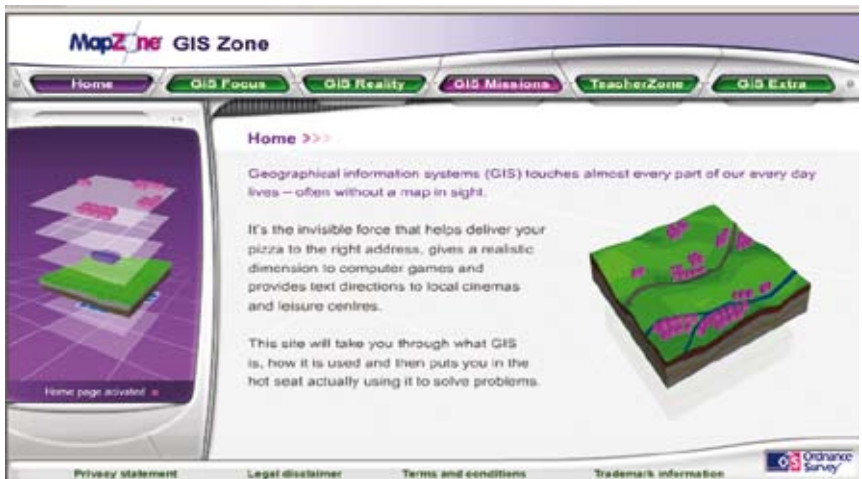 MapZone GIS Zone
Home GIS Focus GIS Reality GIS Missions TeacherZone GIS Extra
Home >>>
Geographical information systems (GIS) touches almost every part of our every day
lives – often without a map in sight.
It's the invisible force that helps deliver your
pizza to the right address, gives a realistic
dimension to computer games and
provides text directions to local cinemas
and leisure centres.
This site will take you through what GIS
is, how it is used and then puts you in the
hot seat actually using it to solve problems.
Home page activated
Privacy statement Legal disclaimer Terms and conditions Trademark information
OS Ordnance
Survey